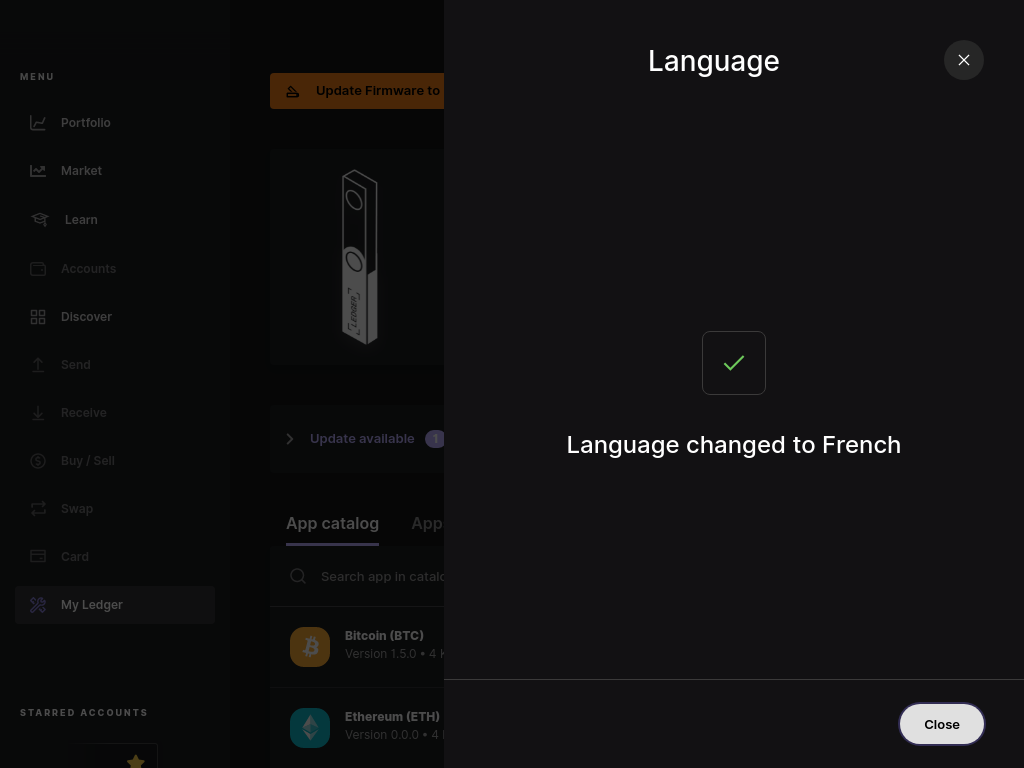 MENU
Portfolio
Market
Learn
Accounts
Discover
Send
Receive
Buy / Sell
Swap
Card
My Ledger
STARRED ACCOUNTS
Update Firmware to
LEDGER
Update available 1
App catalog
App
Search app in catalo
Bitcoin (BTC)
Version 1.5.0 • 4 K
Ethereum (ETH)
Version 0.0.0 • 4
Language
Language changed to French
Close